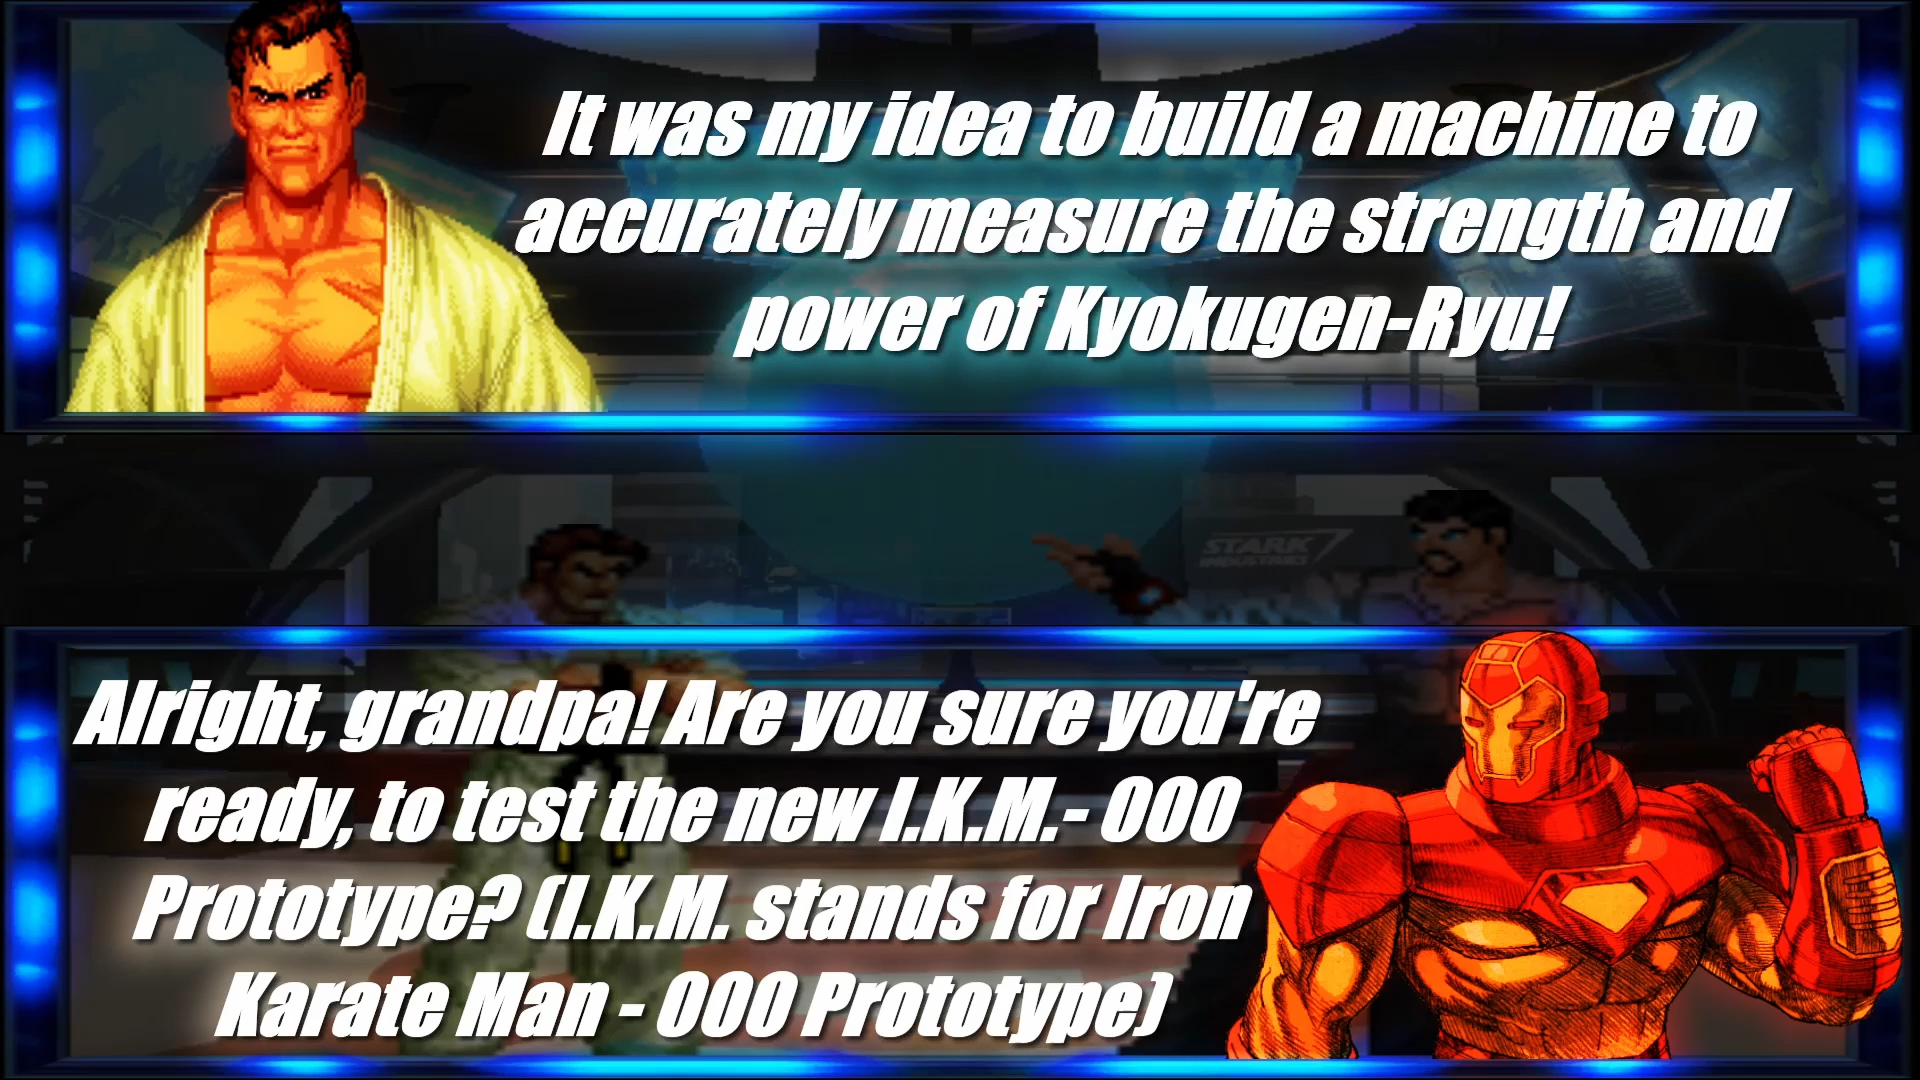 It was my idea to build a machine to
accurately measure the strength and
power of Kyokugen-Ryu!
STARK
INDUSTRIES
Alright, grandpa! Are you sure you're
ready, to test the new I.K.M.- 000
Prototype? (I.K.M. stands for Iron
Karate Man - 000 Prototype)